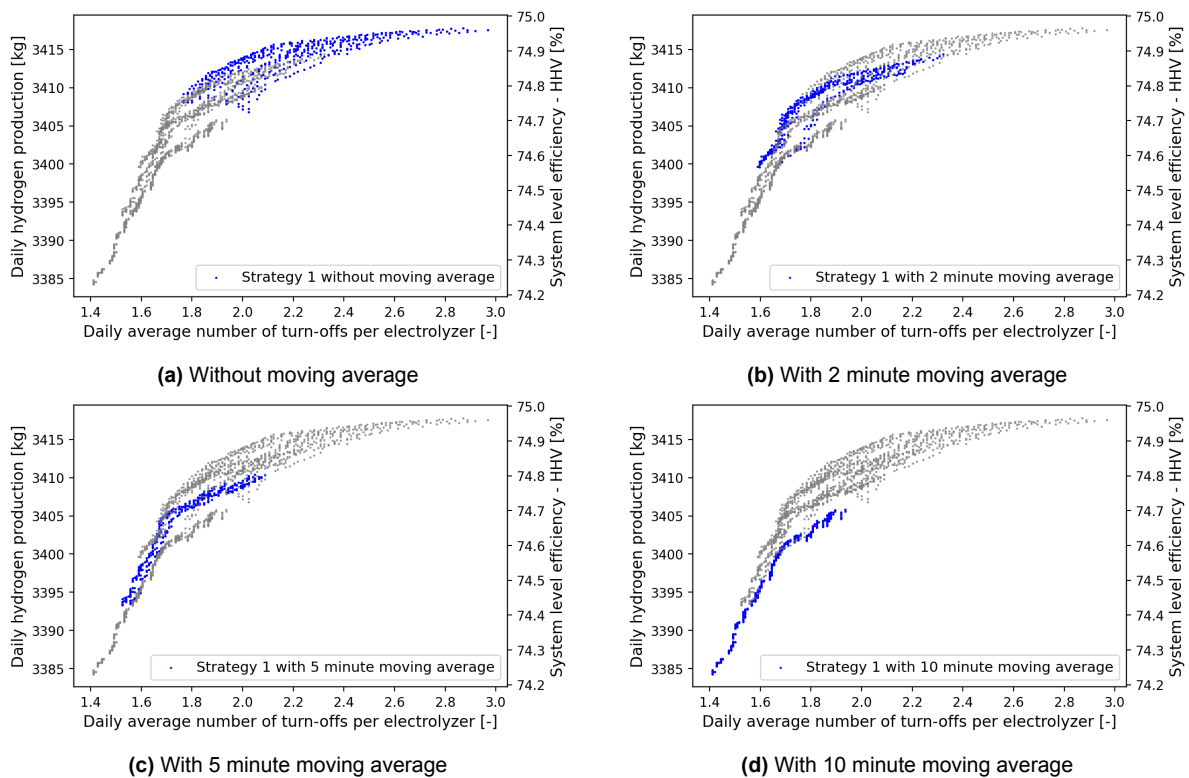 3415
3410
3405
3400
3395
3390
3385
Daily hydrogen production [kg]
75.0
74.9
74.8
74.7
74.6
74.5
74.4
74.3
74.2
System level efficiency - HHV [%]
Strategy 1 without moving average
1.4 1.6 1.8 2.0 2.2 2.4 2.6 2.8 3.0
Daily average number of turn-offs per electrolyzer [-]
(a) Without moving average
3415
3410
3405
3400
3395
3390
3385
Daily hydrogen production [kg]
75.0
74.9
74.8
74.7
74.6
74.5
74.4
74.3
74.2
System level efficiency - HHV [%]
Strategy 1 with 2 minute moving average
1.4 1.6 1.8 2.0 2.2 2.4 2.6 2.8 3.0
Daily average number of turn-offs per electrolyzer [-]
(b) With 2 minute moving average
3415
3410
3405
3400
3395
3390
3385
Daily hydrogen production [kg]
75.0
74.9
74.8
74.7
74.6
74.5
74.4
74.3
74.2
System level efficiency - HHV [%]
Strategy 1 with 5 minute moving average
1.4 1.6 1.8 2.0 2.2 2.4 2.6 2.8 3.0
Daily average number of turn-offs per electrolyzer [-]
(c) With 5 minute moving average
3415
3410
3405
3400
3395
3390
3385
Daily hydrogen production [kg]
75.0
74.9
74.8
74.7
74.6
74.5
74.4
74.3
74.2
System level efficiency - HHV [%]
Strategy 1 with 10 minute moving average
1.4 1.6 1.8 2.0 2.2 2.4 2.6 2.8 3.0
Daily average number of turn-offs per electrolyzer [-]
(d) With 10 minute moving average